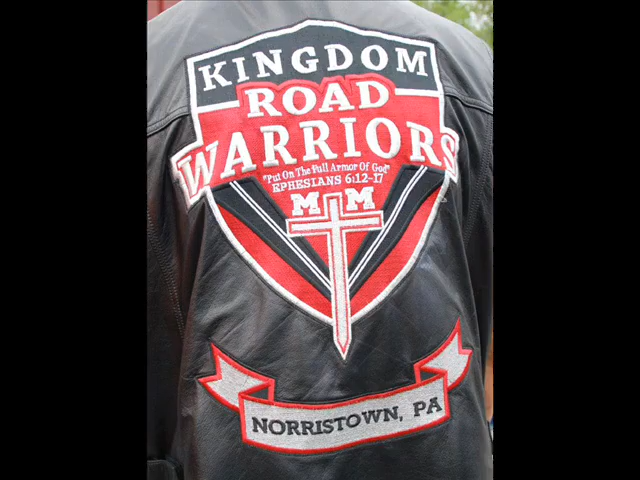 KINGDOM
ROAD
WARRIORS
"Put On The Full Armor Of God"
EPHESIANS 6:12-17
M M
NORRISTOWN, PA